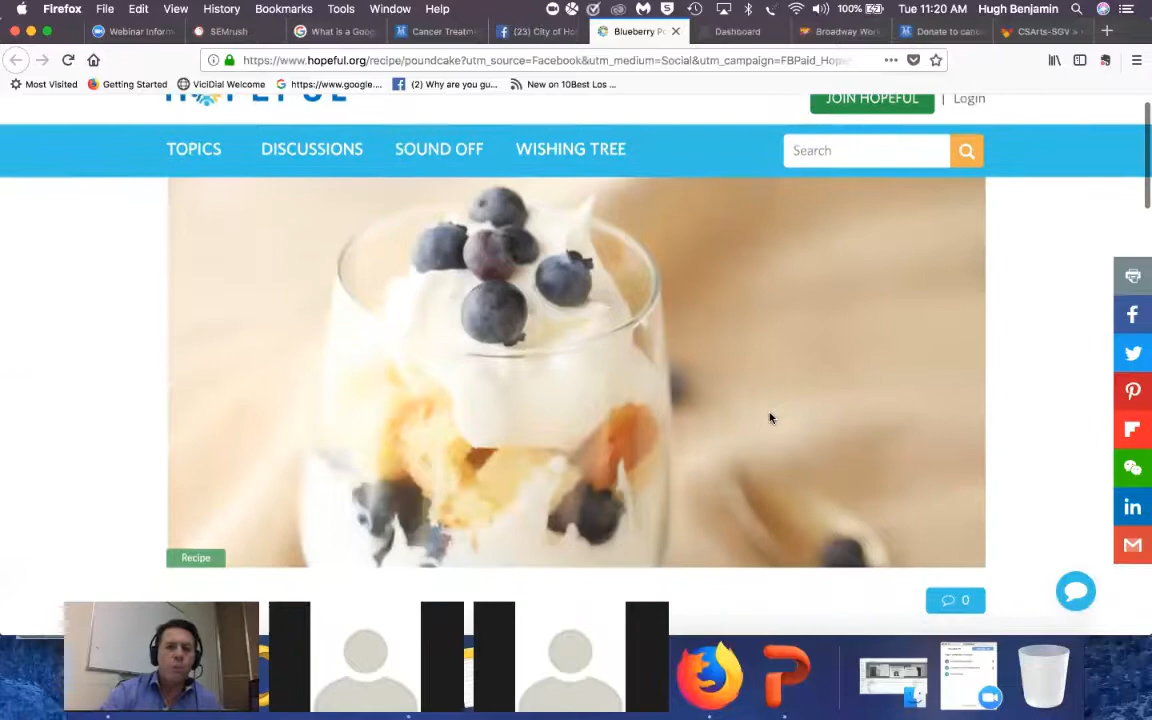 Firefox File Edit View History Bookmarks Tools Window Help 100% Tue 11:20 AM Hugh Benjamin
Webinar Inform SEMrush What is a Goog Cancer Treatm (23) City of Ho Blueberry Po Dashboard Broadway Work Donate to canc CSArts-SGV >
https://www.hopeful.org/recipe/poundcake?utm_source=Facebook&utm_medium=Social&utm_campaign=FBPaid_Hope
Most Visited Getting Started ViciDial Welcome https://www.google.... (2) Why are you gu... New on 10Best Los ...
JOIN HOPEFUL | Login
TOPICS DISCUSSIONS SOUND OFF WISHING TREE Search
Recipe
0